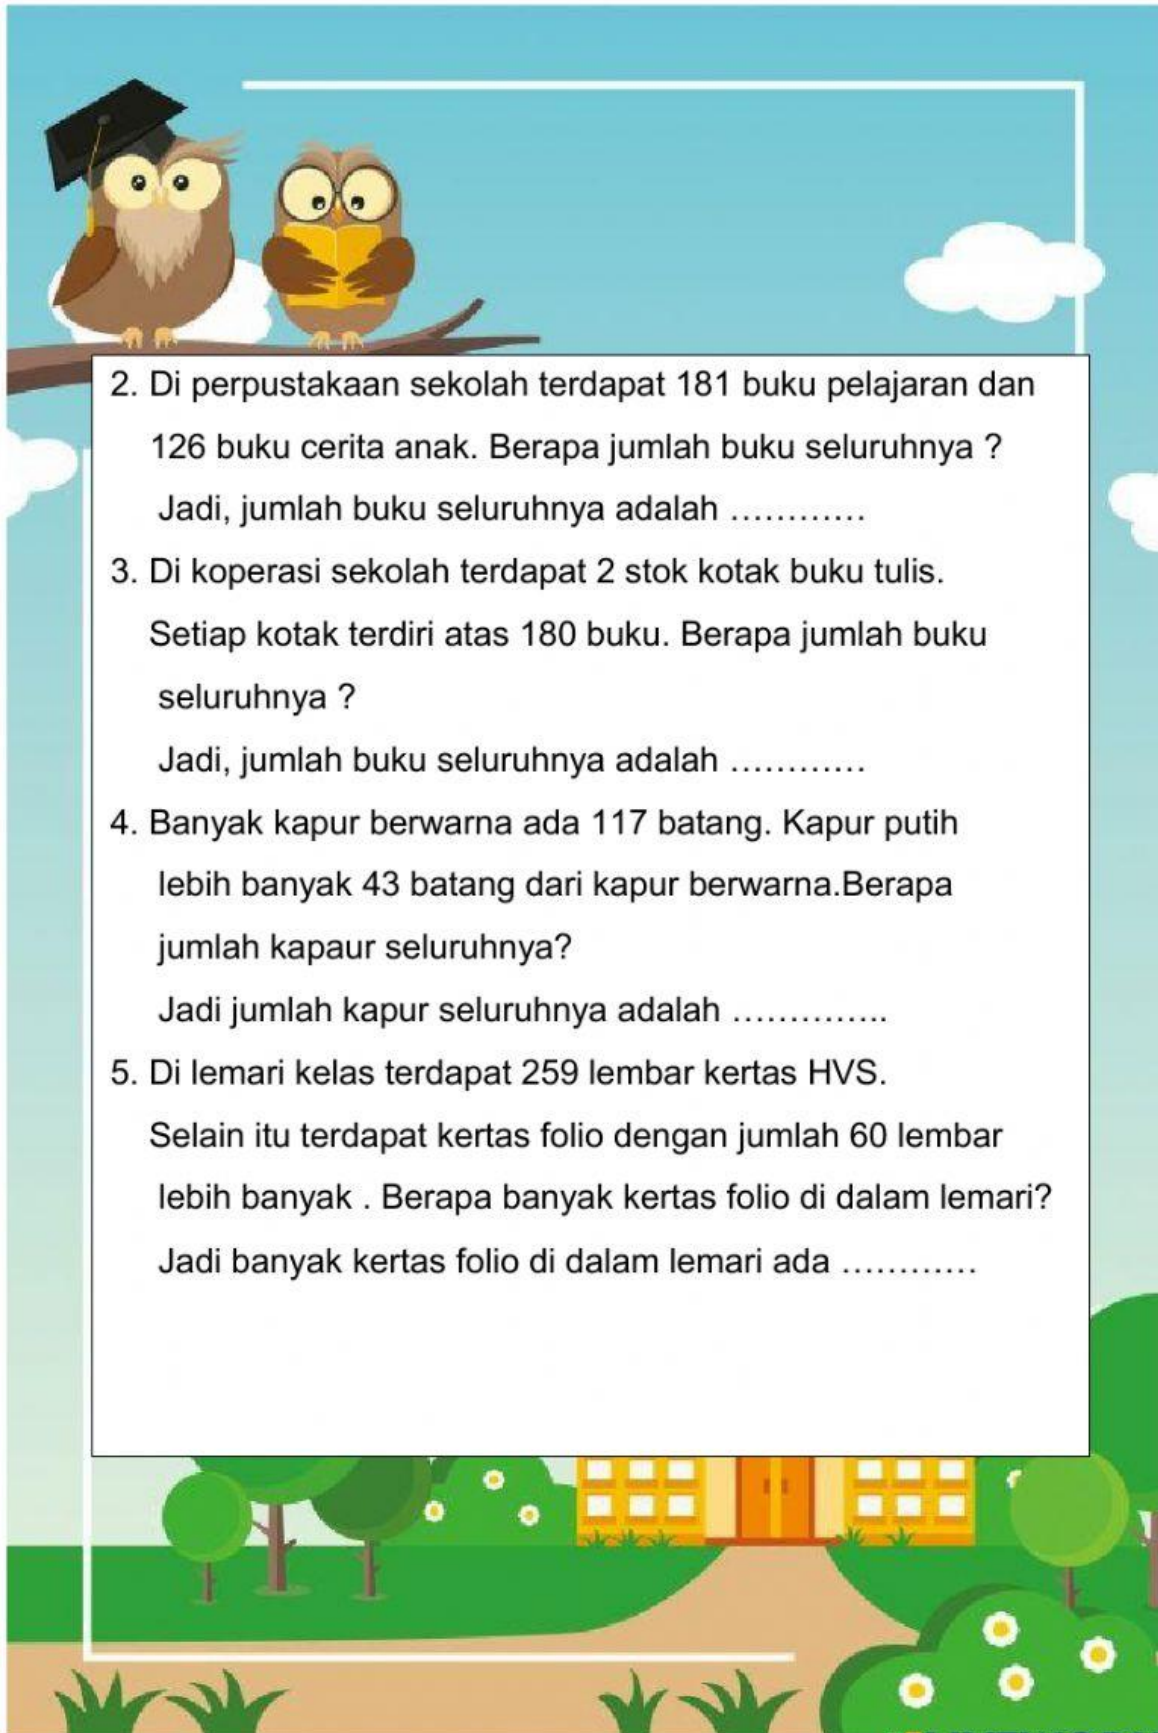 2. Di perpustakaan sekolah terdapat 181 buku pelajaran dan
126 buku cerita anak. Berapa jumlah buku seluruhnya ?
Jadi, jumlah buku seluruhnya adalah ............
3. Di koperasi sekolah terdapat 2 stok kotak buku tulis.
Setiap kotak terdiri atas 180 buku. Berapa jumlah buku
seluruhnya ?
Jadi, jumlah buku seluruhnya adalah ............
4. Banyak kapur berwarna ada 117 batang. Kapur putih
lebih banyak 43 batang dari kapur berwarna.Berapa
jumlah kapaur seluruhnya?
Jadi jumlah kapur seluruhnya adalah ..............
5. Di lemari kelas terdapat 259 lembar kertas HVS.
Selain itu terdapat kertas folio dengan jumlah 60 lembar
lebih banyak . Berapa banyak kertas folio di dalam lemari?
Jadi banyak kertas folio di dalam lemari ada ............